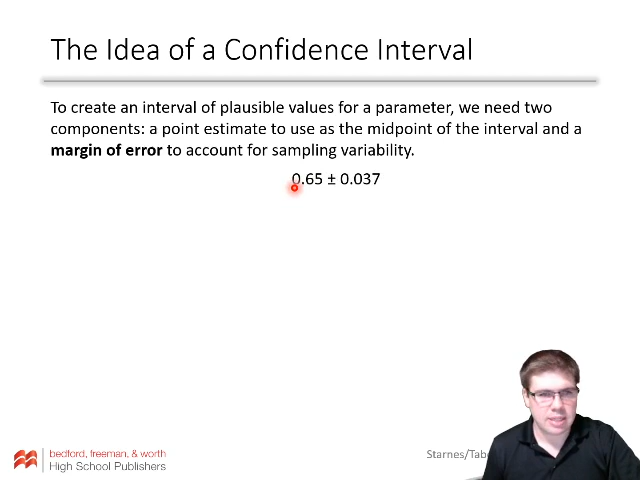 The Idea of a Confidence Interval
To create an interval of plausible values for a parameter, we need two
components: a point estimate to use as the midpoint of the interval and a
margin of error to account for sampling variability.
0.65 ± 0.037
bedford, freeman, & worth
High School Publishers
Starnes/